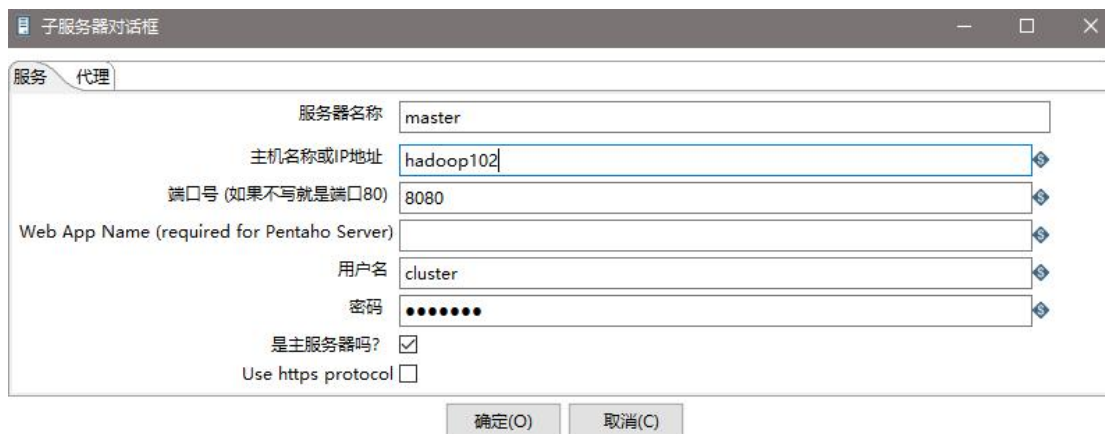 子服务器对话框
服务 代理
服务器名称 master
主机名称或IP地址 hadoop102
端口号 (如果不写就是端口80) 8080
Web App Name (required for Pentaho Server)
用户名 cluster
密码 •••••••
是主服务器吗?
Use https protocol
确定(O) 取消(C)